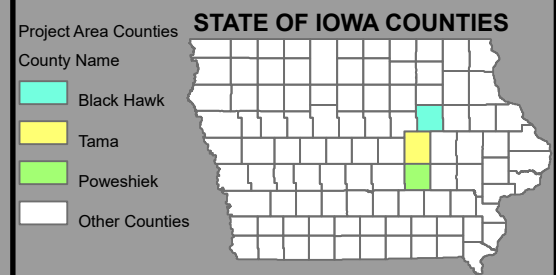 STATE OF IOWA COUNTIES
Project Area Counties
County Name
Black Hawk
Tama
Poweshiek
Other Counties